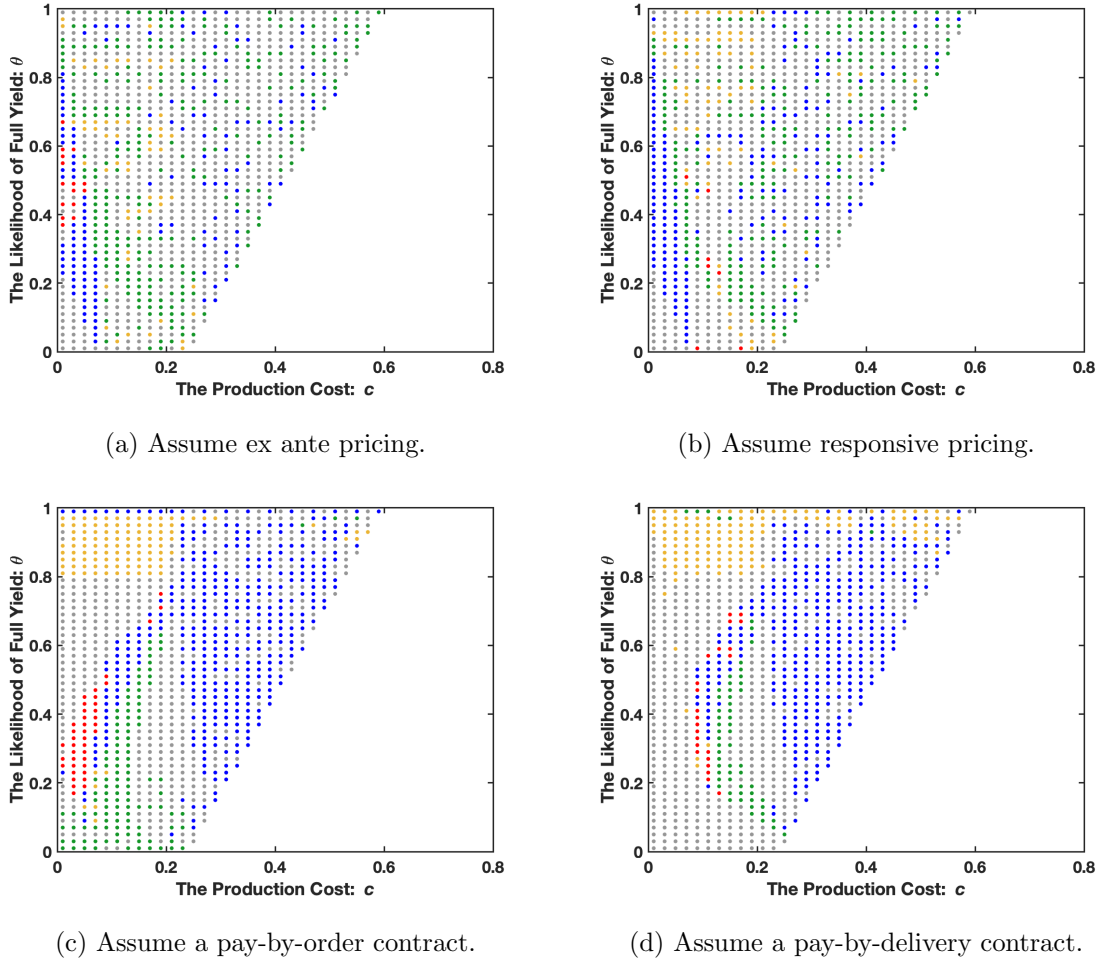 1
0.8
0.6
0.4
0.2
0
The Likelihood of Full Yield: θ
0 0.2 0.4 0.6 0.8
The Production Cost: c
(a) Assume ex ante pricing.
1
0.8
0.6
0.4
0.2
0
The Likelihood of Full Yield: θ
0 0.2 0.4 0.6 0.8
The Production Cost: c
(b) Assume responsive pricing.
1
0.8
0.6
0.4
0.2
0
The Likelihood of Full Yield: θ
0 0.2 0.4 0.6 0.8
The Production Cost: c
(c) Assume a pay-by-order contract.
1
0.8
0.6
0.4
0.2
0
The Likelihood of Full Yield: θ
0 0.2 0.4 0.6 0.8
The Production Cost: c
(d) Assume a pay-by-delivery contract.